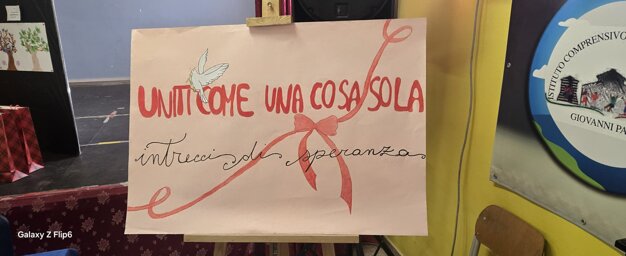 UNITI COME UNA COSA SOLA
intrecci di speranza
ISTITUTO COMPRENSIVO
GIOVANNI PA
Galaxy Z Flip6